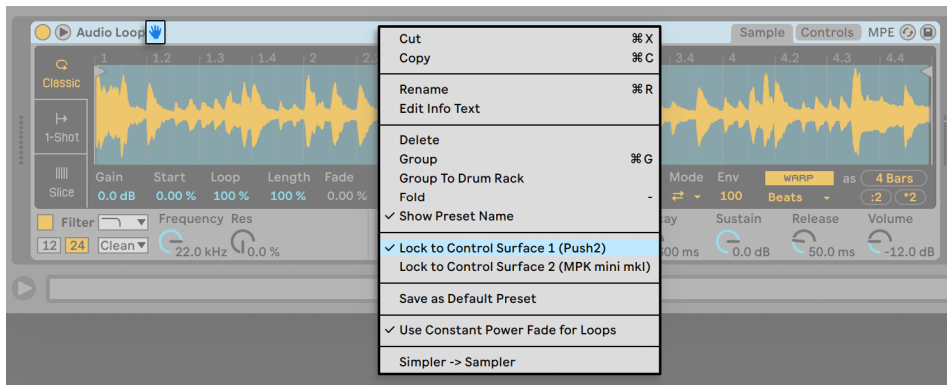 Audio Loop
Sample Controls MPE
Classic
1-Shot
Slice
1 1.2 1.3 1.4 2 2. 3.4 4 4.2 4.3 4.4
Gain Start Loop Length Fade
0.0 dB 0.00 % 100 % 100 % 0.00 %
Mode Env WARP as 4 Bars
100 Beats :2 *2
Filter Frequency Res
12 24 Clean 22.0 kHz 0.0 %
cay Sustain Release Volume
600 ms 0.0 dB 50.0 ms -12.0 dB
Cut ⌘ X
Copy ⌘ C
Rename ⌘ R
Edit Info Text
Delete
Group ⌘ G
Group To Drum Rack
Fold -
✓ Show Preset Name
✓ Lock to Control Surface 1 (Push2)
Lock to Control Surface 2 (MPK mini mkI)
Save as Default Preset
✓ Use Constant Power Fade for Loops
Simpler -> Sampler